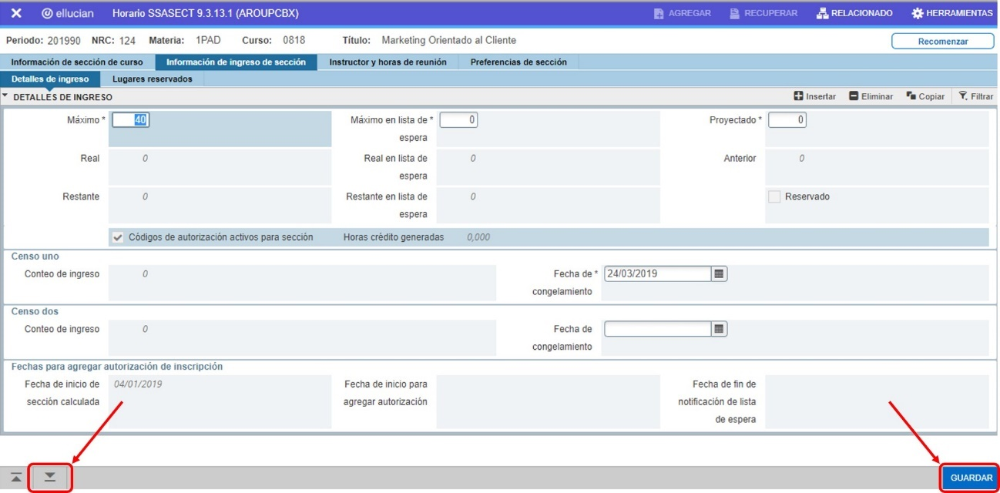 ellucian Horario SSASECT 9.3.13.1 (AROUPCBX) AGREGAR RECUPERAR RELACIONADO HERRAMIENTAS
Periodo: 201990 NRC: 124 Materia: 1PAD Curso: 0818 Título: Marketing Orientado al Cliente Recomenzar
Información de sección de curso Información de ingreso de sección Instructor y horas de reunión Preferencias de sección
Detalles de ingreso Lugares reservados
DETALLES DE INGRESO Insertar Eliminar Copiar Filtrar
Máximo * 40 Máximo en lista de * 0 Proyectado * 0
espera
Real 0 Real en lista de 0 Anterior 0
espera
Restante 0 Restante en lista de 0 Reservado
espera
Códigos de autorización activos para sección Horas crédito generadas 0,000
Censo uno
Conteo de ingreso 0 Fecha de * 24/03/2019
congelamiento
Censo dos
Conteo de ingreso 0 Fecha de
congelamiento
Fechas para agregar autorización de inscripción
Fecha de inicio de 04/01/2019 Fecha de inicio para Fecha de fin de
sección calculada agregar autorización notificación de lista
de espera
GUARDAR